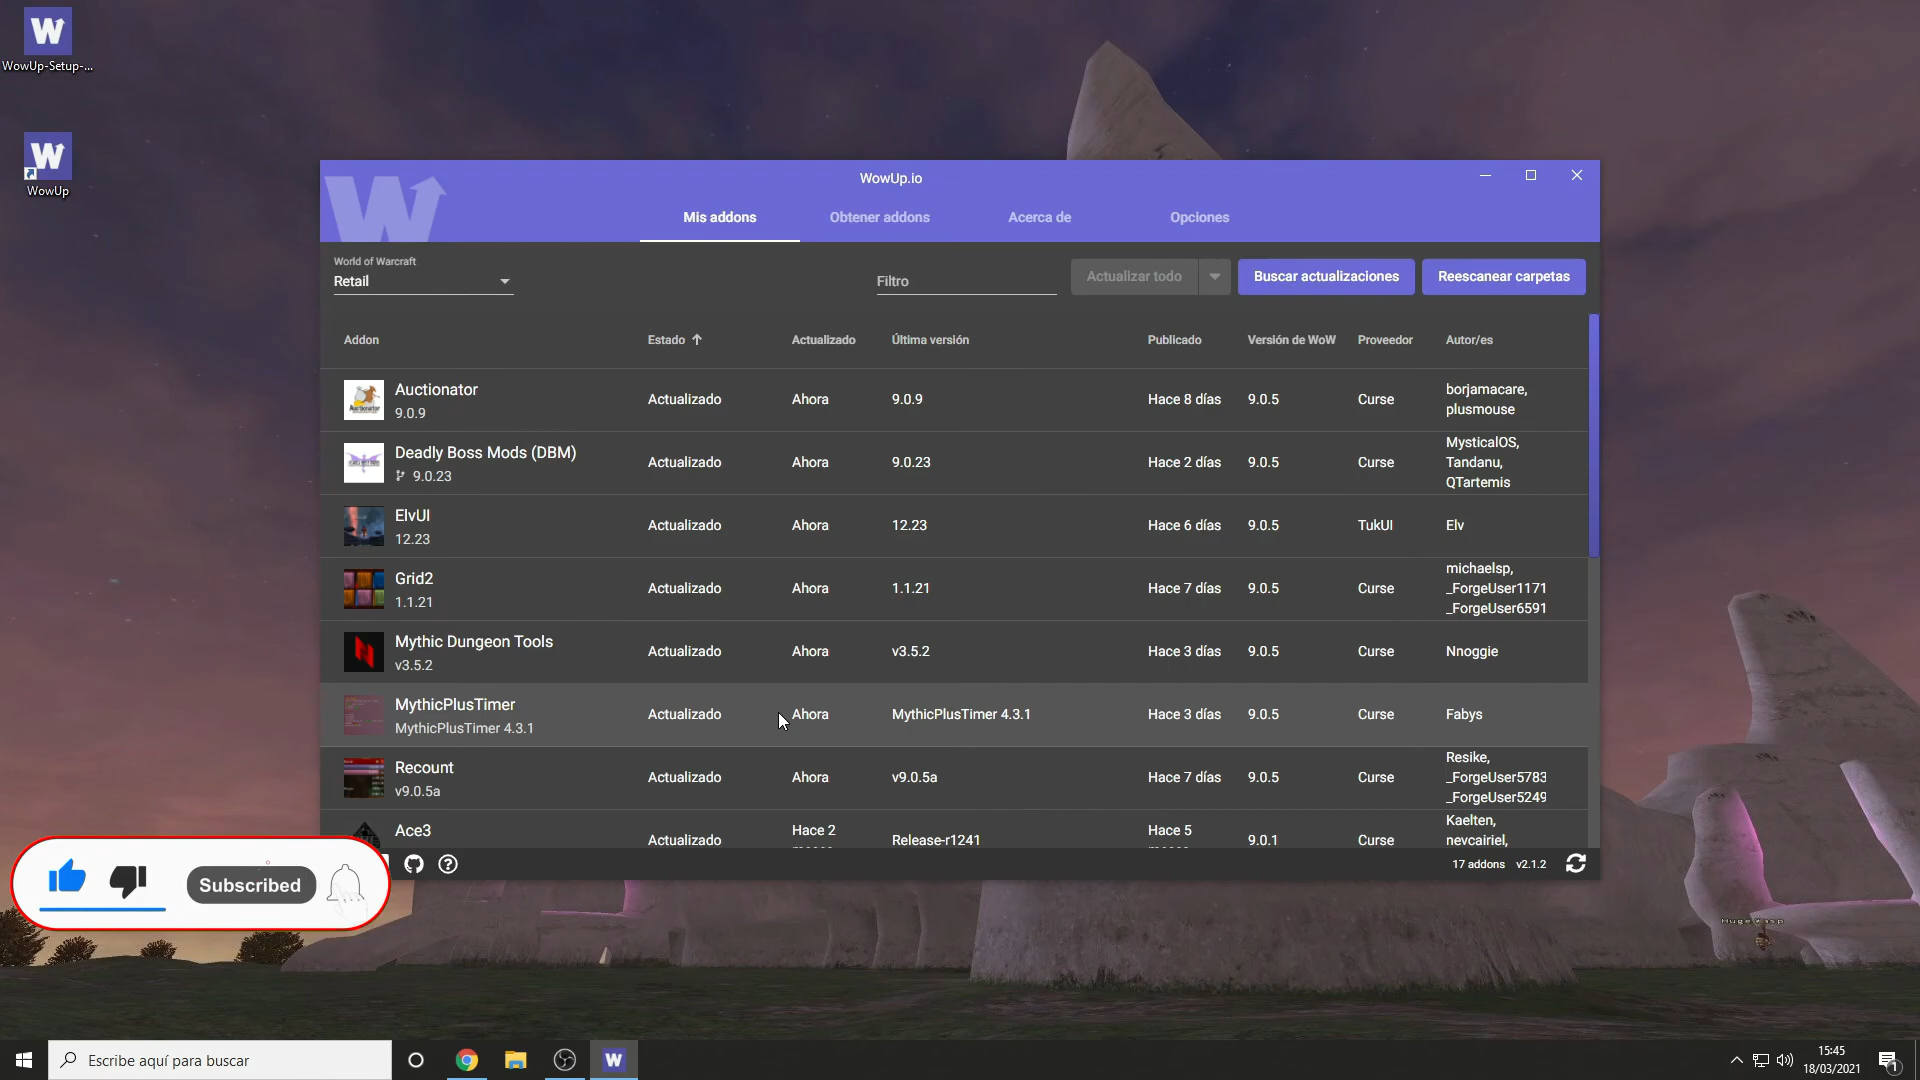 WowUp-Setup-...
WowUp
WowUp.io
Mis addons
Obtener addons
Acerca de
Opciones
World of Warcraft
Retail
Filtro
Actualizar todo
Buscar actualizaciones
Reescanear carpetas
Addon
Estado
Actualizado
Última versión
Publicado
Versión de WoW
Proveedor
Autor/es
Auctionator
9.0.9
Actualizado
Ahora
9.0.9
Hace 8 días
9.0.5
Curse
borjamacare,
plusmouse
Deadly Boss Mods (DBM)
9.0.23
Actualizado
Ahora
9.0.23
Hace 2 días
9.0.5
Curse
MysticalOS,
Tandanu,
QTartemis
ElvUI
12.23
Actualizado
Ahora
12.23
Hace 6 días
9.0.5
TukUI
Elv
Grid2
1.1.21
Actualizado
Ahora
1.1.21
Hace 7 días
9.0.5
Curse
michaelsp,
_ForgeUser1171
_ForgeUser6591
Mythic Dungeon Tools
v3.5.2
Actualizado
Ahora
v3.5.2
Hace 3 días
9.0.5
Curse
Nnoggie
MythicPlusTimer
MythicPlusTimer 4.3.1
Actualizado
Ahora
MythicPlusTimer 4.3.1
Hace 3 días
9.0.5
Curse
Fabys
Recount
v9.0.5a
Actualizado
Ahora
v9.0.5a
Hace 7 días
9.0.5
Curse
Resike,
_ForgeUser5783
_ForgeUser5249
Ace3
Actualizado
Hace 2
Release-r1241
Hace 5
9.0.1
Curse
Kaelten,
nevcairiel,
17 addons
v2.1.2
Subscribed
Escribe aquí para buscar
15:45
18/03/2021
1